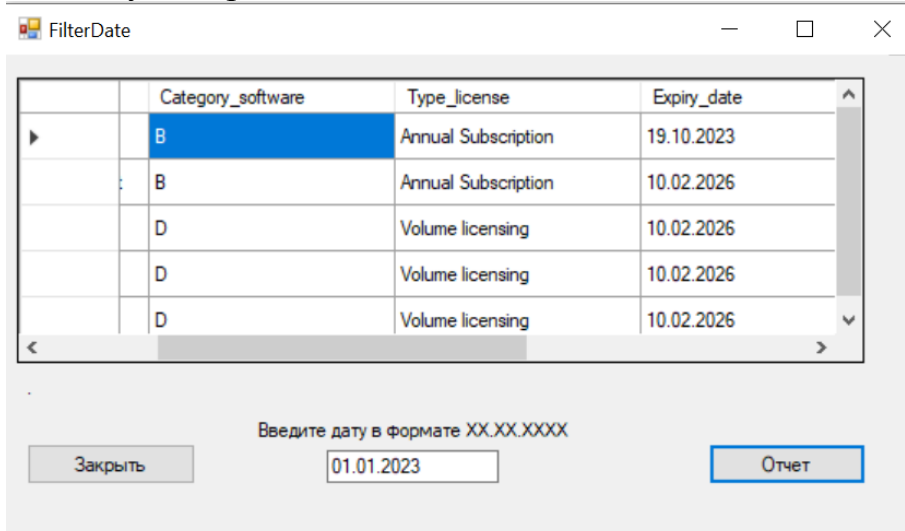 FilterDate
Category_software Type_license Expiry_date
B Annual Subscription 19.10.2023
B Annual Subscription 10.02.2026
D Volume licensing 10.02.2026
D Volume licensing 10.02.2026
D Volume licensing 10.02.2026
Введите дату в формате XX.XX.XXXX
Закрыть 01.01.2023 Отчет